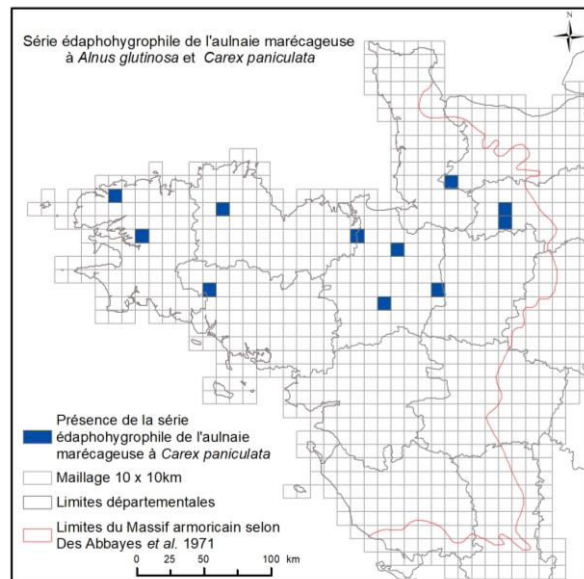 Série édaphohygrophile de l'aulnaie marécageuse
à Alnus glutinosa et Carex paniculata
N
Présence de la série
édaphohygrophile de l'aulnaie
marécageuse à Carex paniculata
Maillage 10 x 10km
Limites départementales
Limites du Massif armoricain selon
Des Abbayes et al. 1971
0 25 50 100 km